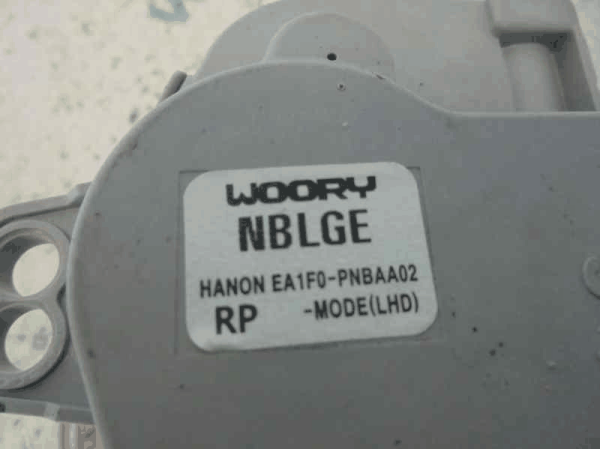 WOORY
NBLGE
HANON EA1F0-PNBAA02
RP -MODE(LHD)